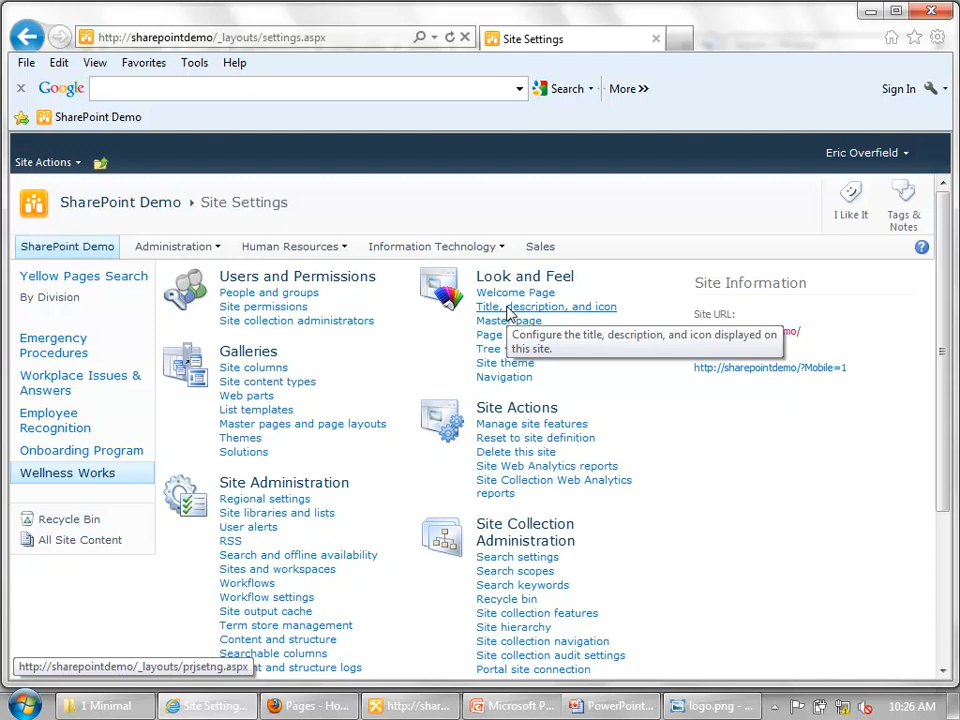 http://sharepointdemo/_layouts/settings.aspx
Site Settings
File Edit View Favorites Tools Help
Google Search More Sign In
SharePoint Demo
Site Actions
Eric Overfield
SharePoint Demo Site Settings
I Like It
Tags & Notes
SharePoint Demo Administration Human Resources Information Technology Sales
Yellow Pages Search
By Division
Emergency Procedures
Workplace Issues & Answers
Employee Recognition
Onboarding Program
Wellness Works
Recycle Bin
All Site Content
Users and Permissions
People and groups
Site permissions
Site collection administrators
Galleries
Site columns
Site content types
Web parts
List templates
Master pages and page layouts
Themes
Solutions
Site Administration
Regional settings
Site libraries and lists
User alerts
RSS
Search and offline availability
Sites and workspaces
Workflows
Workflow settings
Site output cache
Term store management
Content and structure
Searchable columns
nt and structure logs
Look and Feel
Welcome Page
Title, description, and icon
Master page
Page
Tree
Site theme
Navigation
Configure the title, description, and icon displayed on
this site.
Site Actions
Manage site features
Reset to site definition
Delete this site
Site Web Analytics reports
Site Collection Web Analytics
reports
Site Collection
Administration
Search settings
Search scopes
Search keywords
Recycle bin
Site collection features
Site hierarchy
Site collection navigation
Site collection audit settings
Portal site connection
Site Information
Site URL:
mo/
http://sharepointdemo/?Mobile=1
http://sharepointdemo/_layouts/prjsetng.aspx
1 Minimal
Site Setting...
Pages - Ho...
http://shar...
Microsoft P...
PowerPoint...
logo.png - ...
10:26 AM